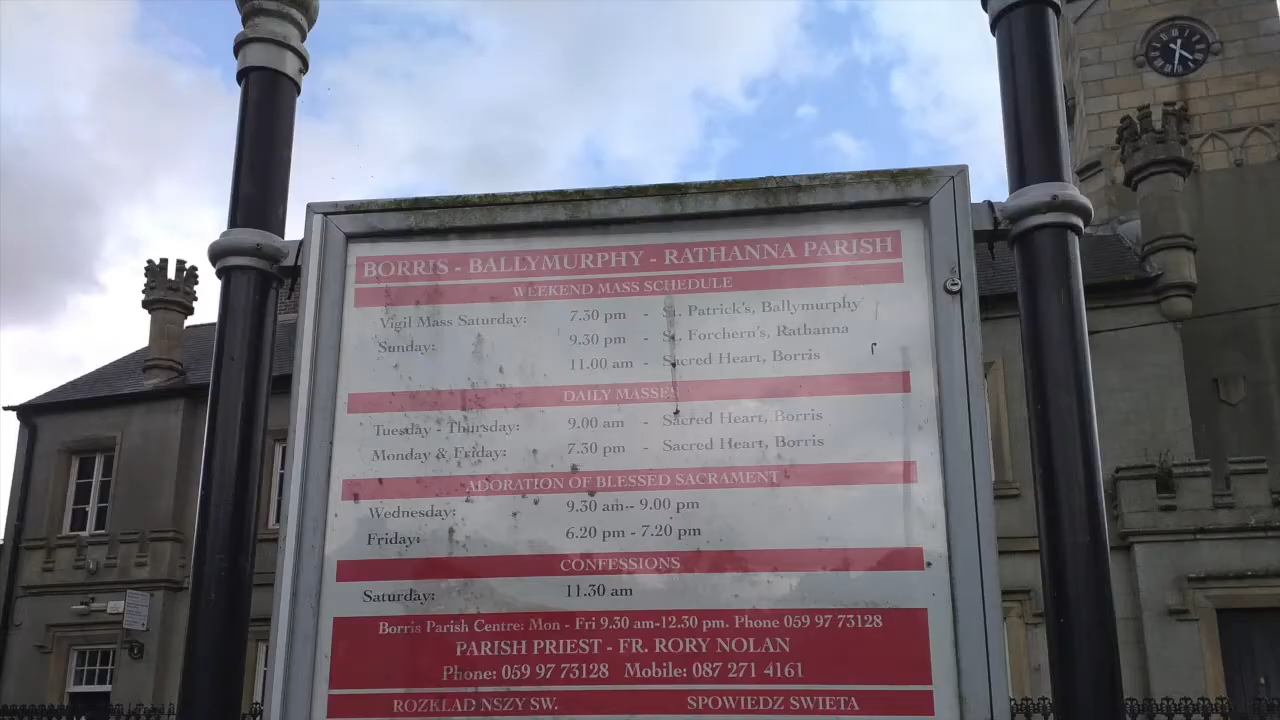 BORRIS - BALLYMURPHY - RATHANNA PARISH
WEEKEND MASS SCHEDULE
Vigil Mass Saturday: 7.30 pm - St. Patrick's, Ballymurphy
Sunday: 9.30 pm - St. Forchern's, Rathanna
11.00 am - Sacred Heart, Borris
DAILY MASSES
Tuesday - Thursday: 9.00 am - Sacred Heart, Borris
Monday & Friday: 7.30 pm - Sacred Heart, Borris
ADORATION OF BLESSED SACRAMENT
Wednesday: 9.30 am - 9.00 pm
Friday: 6.20 pm - 7.20 pm
CONFESSIONS
Saturday: 11.30 am
Borris Parish Centre: Mon - Fri 9.30 am-12.30 pm. Phone 059 97 73128
PARISH PRIEST - FR. RORY NOLAN
Phone: 059 97 73128 Mobile: 087 271 4161
ROZKLAD NSZY SW. SPOWIEDZ SWIETA